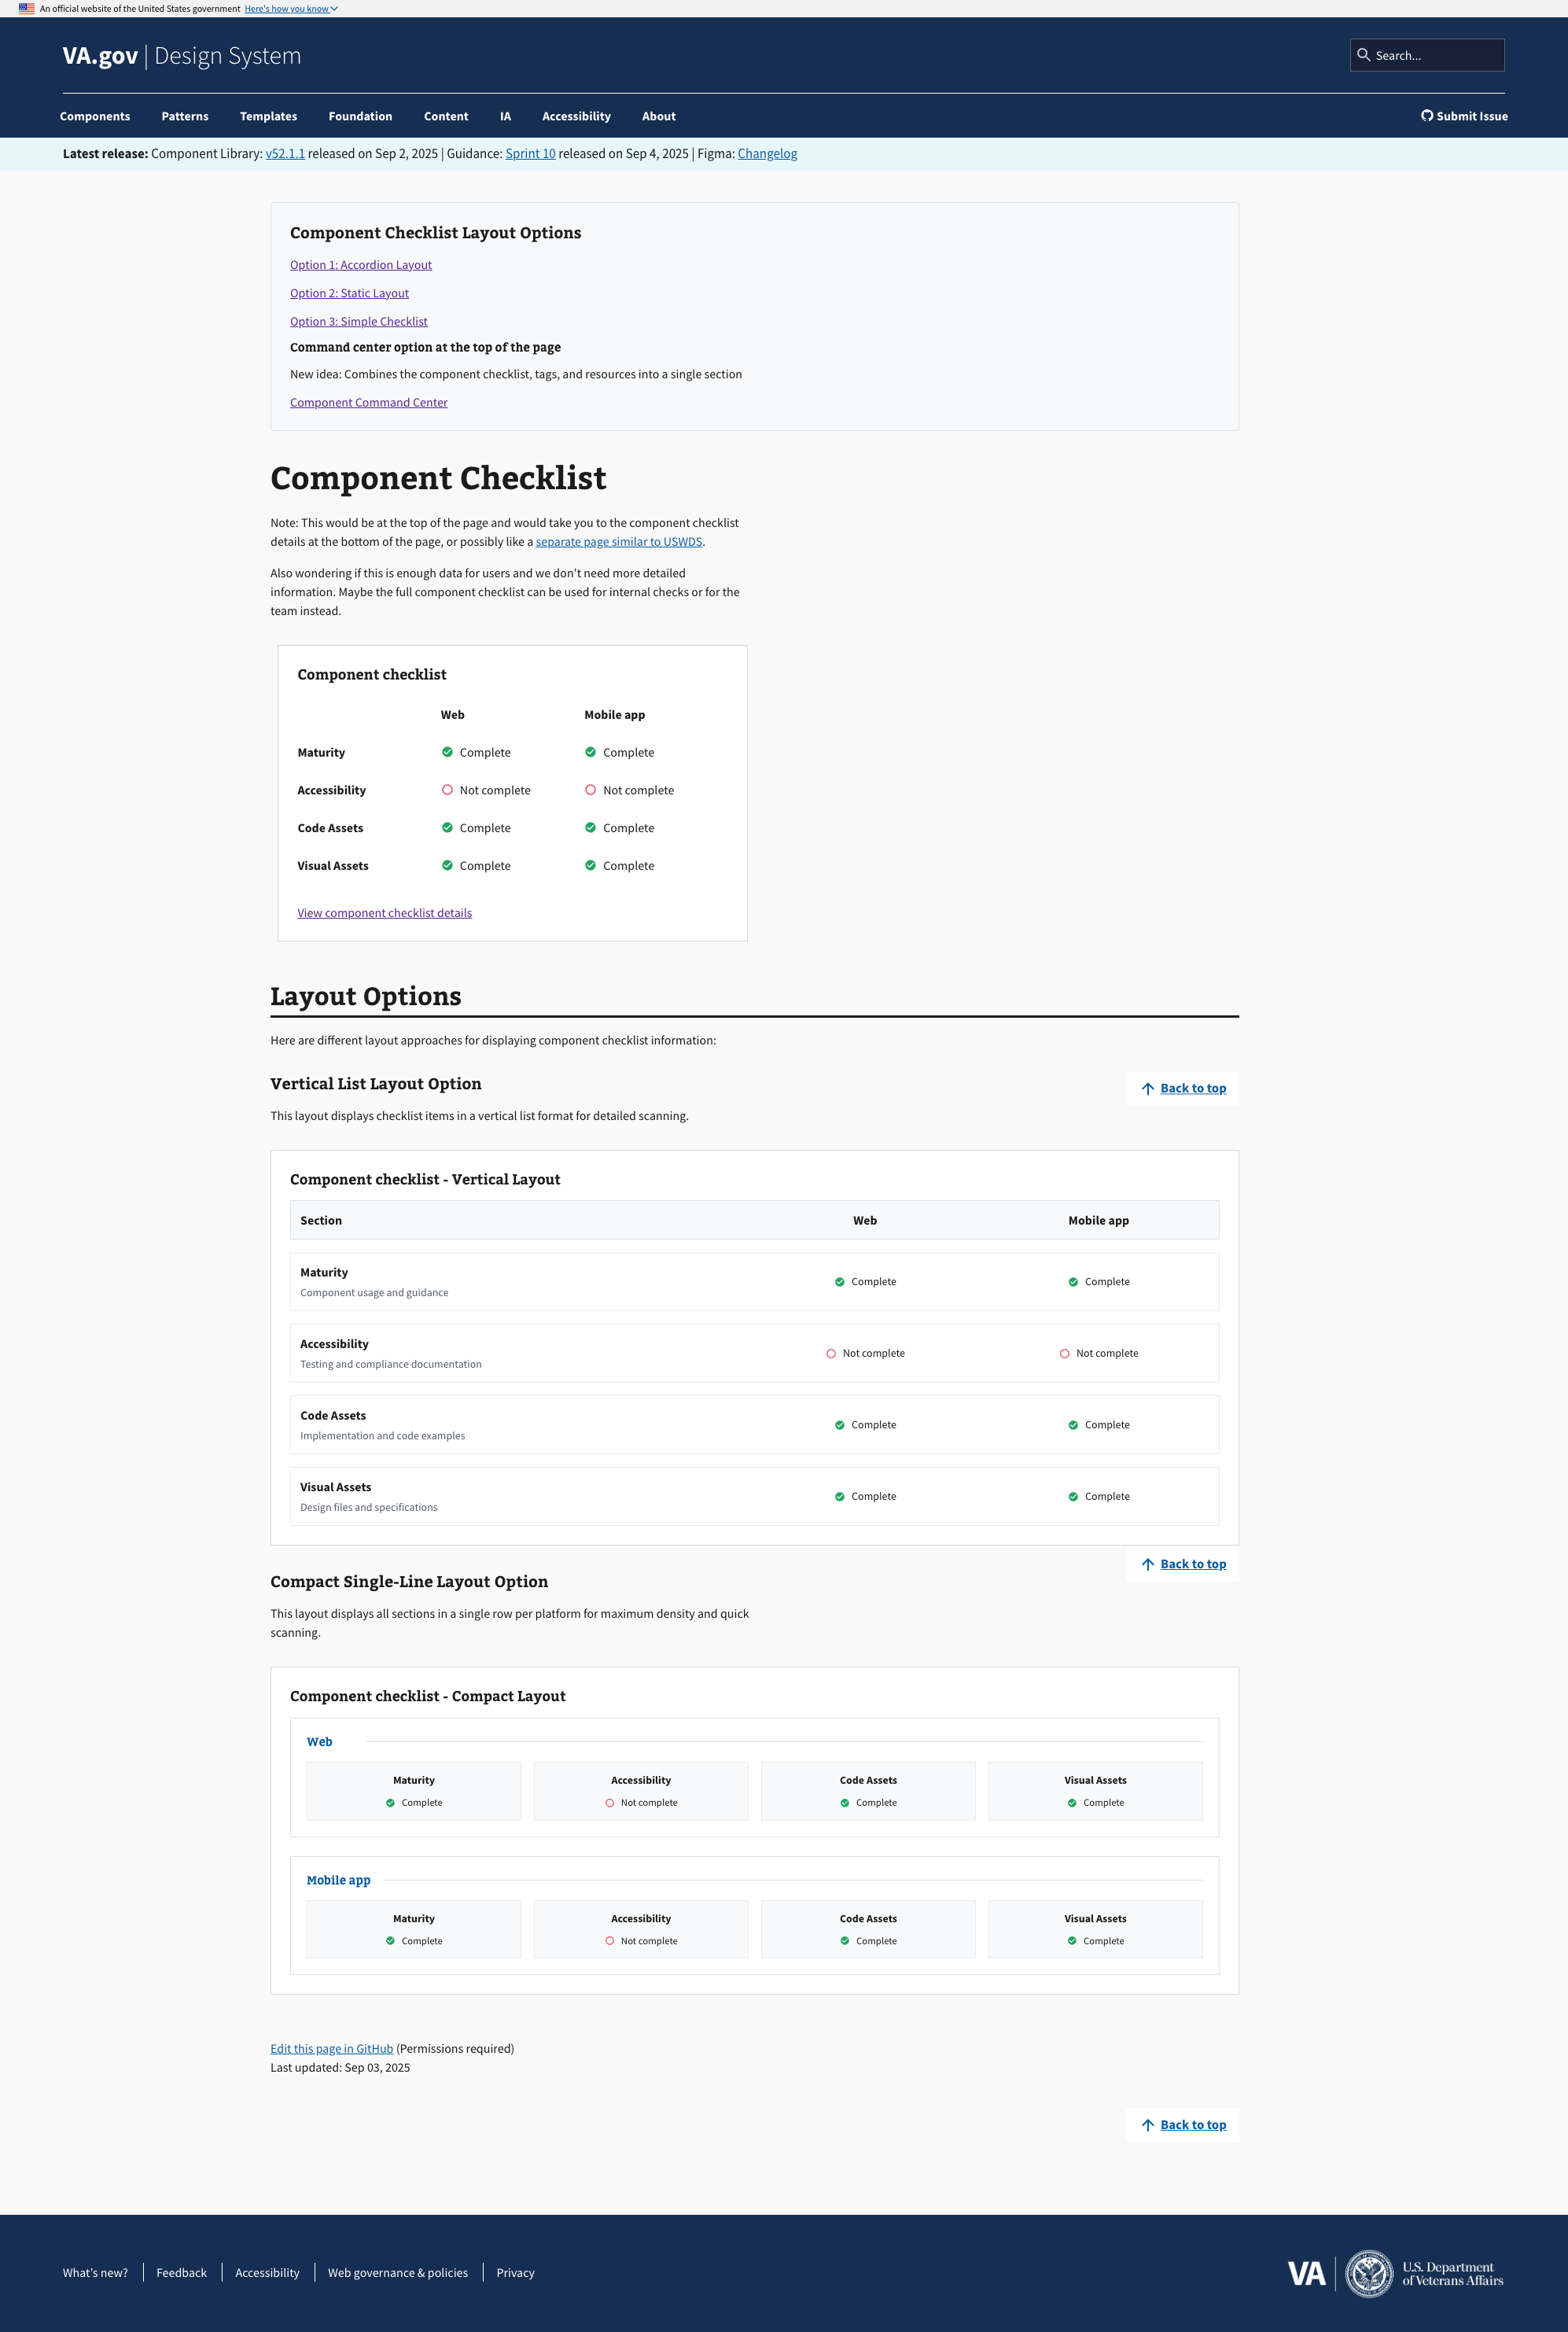 An official website of the United States government Here's how you know
VA.gov | Design System
Search...
Components Patterns Templates Foundation Content IA Accessibility About Submit Issue
Latest release: Component Library: v52.1.1 released on Sep 2, 2025 | Guidance: Sprint 10 released on Sep 4, 2025 | Figma: Changelog
Component Checklist Layout Options
Option 1: Accordion Layout
Option 2: Static Layout
Option 3: Simple Checklist
Command center option at the top of the page
New idea: Combines the component checklist, tags, and resources into a single section
Component Command Center
Component Checklist
Note: This would be at the top of the page and would take you to the component checklist
details at the bottom of the page, or possibly like a separate page similar to USWDS.
Also wondering if this is enough data for users and we don't need more detailed
information. Maybe the full component checklist can be used for internal checks or for the
team instead.
Component checklist
Web Mobile app
Maturity Complete Complete
Accessibility Not complete Not complete
Code Assets Complete Complete
Visual Assets Complete Complete
View component checklist details
Layout Options
Here are different layout approaches for displaying component checklist information:
Vertical List Layout Option
Back to top
This layout displays checklist items in a vertical list format for detailed scanning.
Component checklist - Vertical Layout
Section Web Mobile app
Maturity
Component usage and guidance
Complete Complete
Accessibility
Testing and compliance documentation
Not complete Not complete
Code Assets
Implementation and code examples
Complete Complete
Visual Assets
Design files and specifications
Complete Complete
Back to top
Compact Single-Line Layout Option
This layout displays all sections in a single row per platform for maximum density and quick
scanning.
Component checklist - Compact Layout
Web
Maturity Accessibility Code Assets Visual Assets
Complete Not complete Complete Complete
Mobile app
Maturity Accessibility Code Assets Visual Assets
Complete Not complete Complete Complete
Edit this page in GitHub (Permissions required)
Last updated: Sep 03, 2025
Back to top
What's new? Feedback Accessibility Web governance & policies Privacy
VA
U.S. Department
of Veterans Affairs